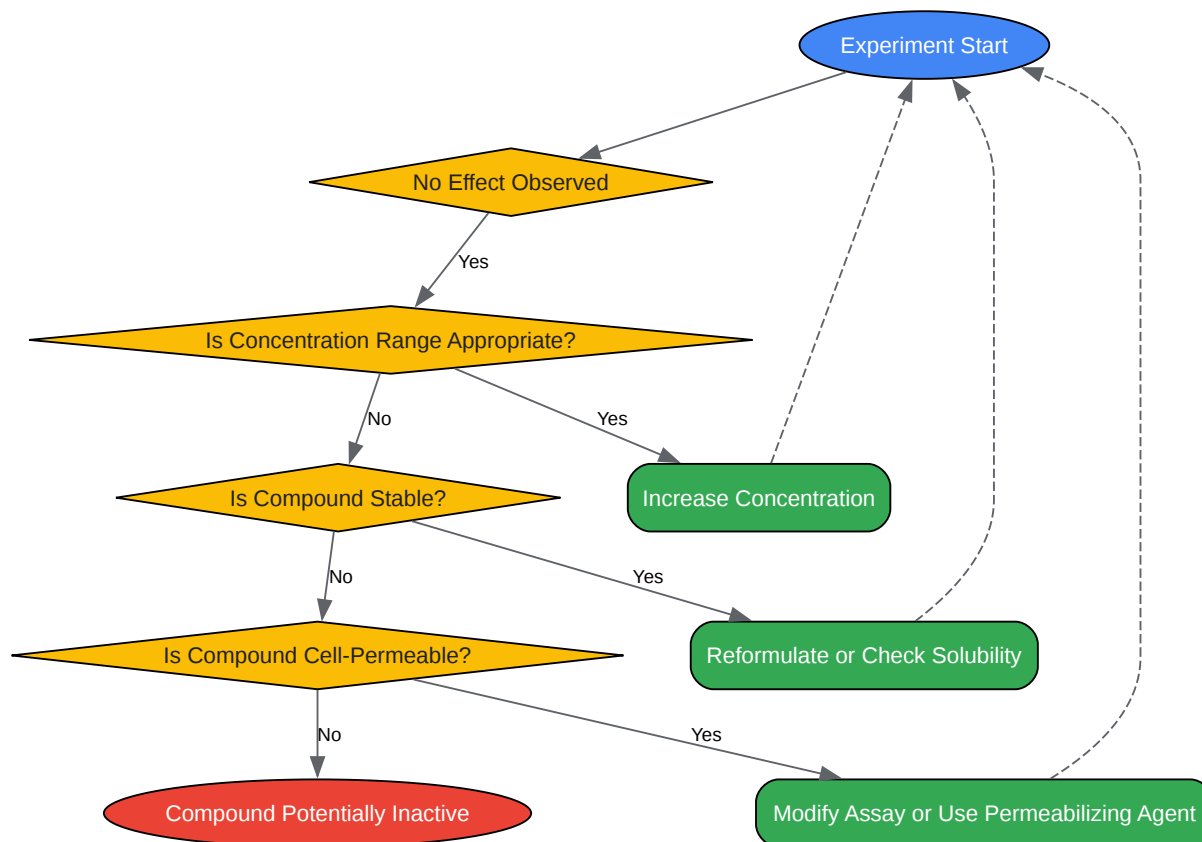 Experiment Start
No Effect Observed
Yes
Is Concentration Range Appropriate?
No
Yes
Is Compound Stable?
Increase Concentration
No
Yes
Is Compound Cell-Permeable?
Reformulate or Check Solubility
No
Yes
Compound Potentially Inactive
Modify Assay or Use Permeabilizing Agent